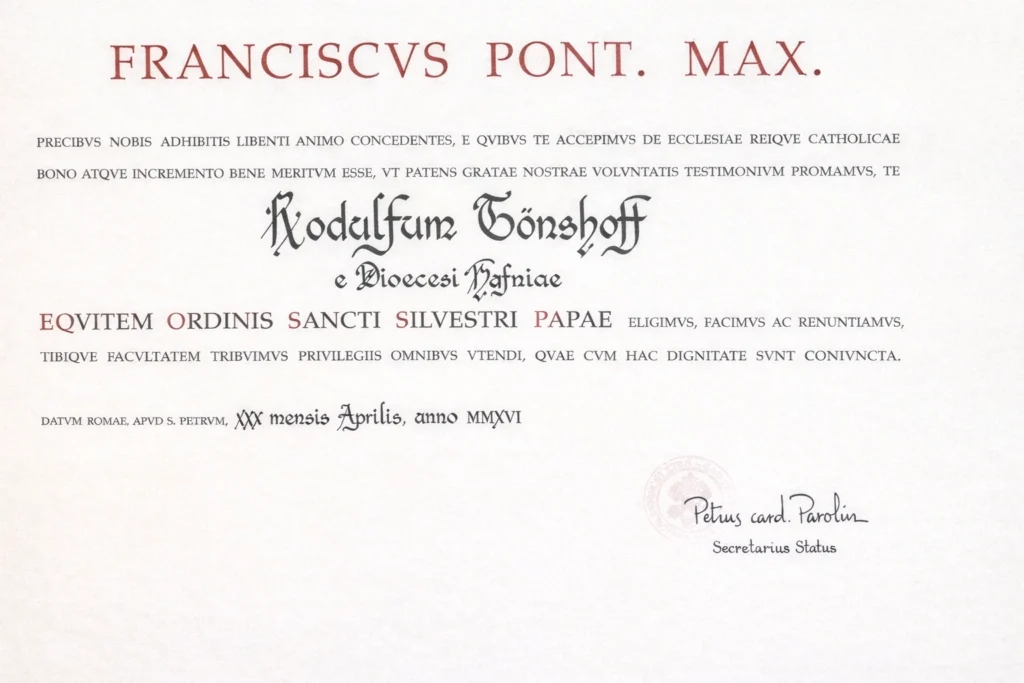 FRANCISCVS PONT. MAX.
PRECIBVS NOBIS ADHIBITIS LIBENTI ANIMO CONCEDENTES, E QVIBVS TE ACCEPIMVS DE ECCLESIAE REIQVE CATHOLICAE
BONO ATQVE INCREMENTO BENE MERITVM ESSE, VT PATENS GRATAE NOSTRAE VOLVNTATIS TESTIMONIVM PROMAMVS, TE
Rodulfum Tönshoff
e Dioecesi Hafniae
EQVITEM ORDINIS SANCTI SILVESTRI PAPAE ELIGIMVS, FACIMVS AC RENUNTIAMVS,
TIBIQVE FACVLTATEM TRIBVIMVS PRIVILEGIIS OMNIBVS VTENDI, QVAE CVM HAC DIGNITATE SVNT CONIVNCTA.
DATVM ROMAE, APVD S. PETRVM, XXX mensis Aprilis, anno MMXVI
Petrus card. Parolin
Secretarius Status